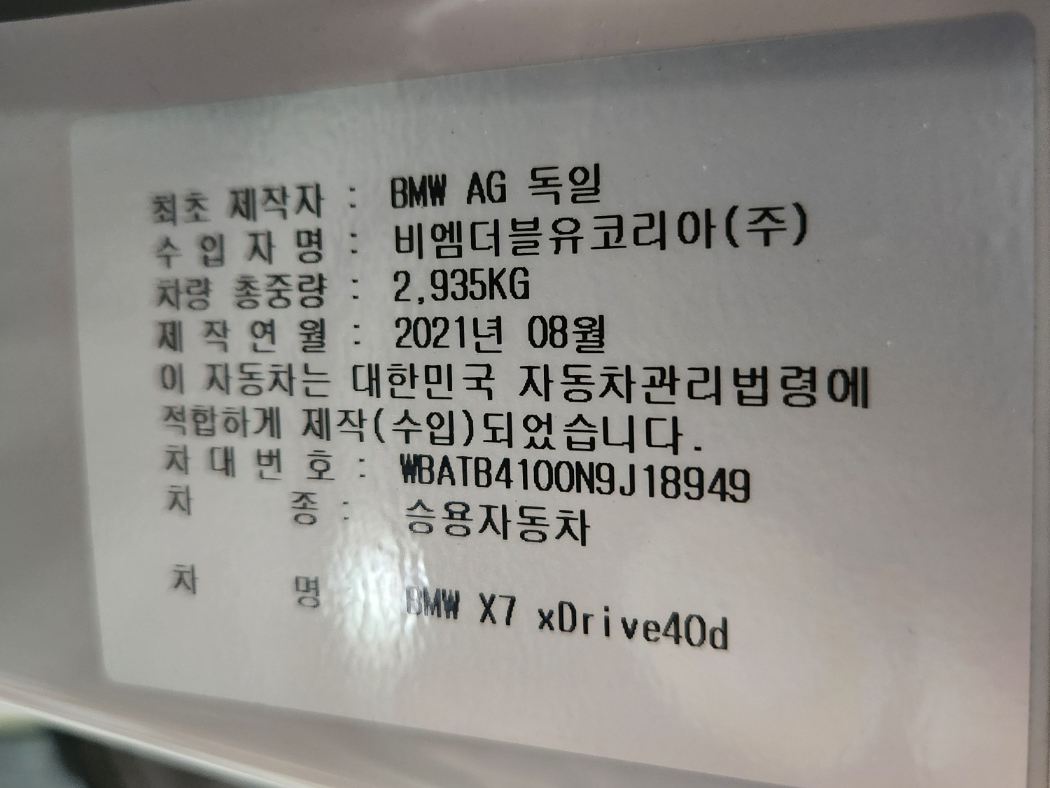 최초 제작자 : BMW AG 독일
수 입 자 명 : 비엠더블유코리아(주)
차량 총중량 : 2,935KG
제 작 연 월 : 2021년 08월
이 자동차는 대한민국 자동차관리법령에
적합하게 제작(수입)되었습니다.
차 대 번 호 : WBATB4100N9J18949
차 종 : 승용자동차
차 명 : BMW X7 xDrive40d